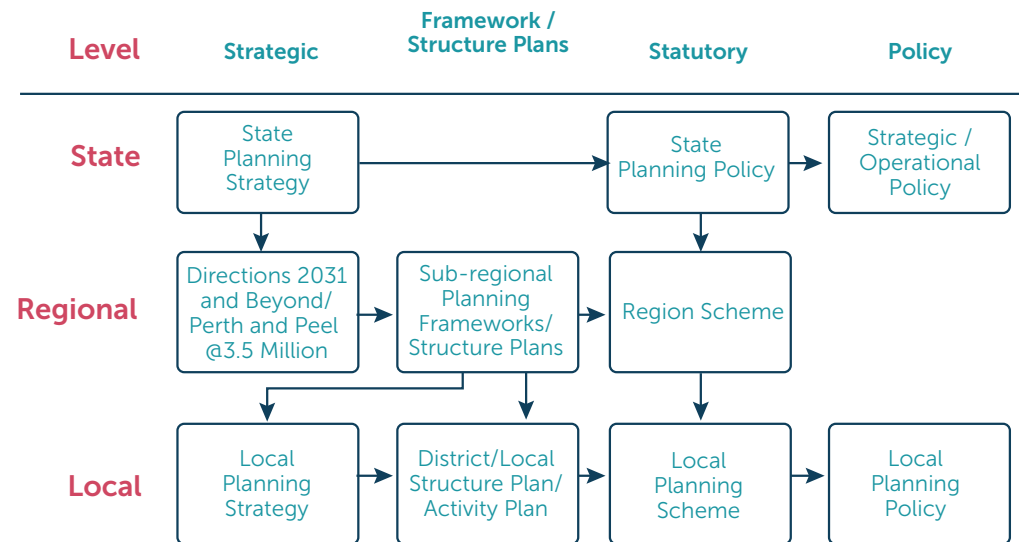 Level
Strategic
Framework /
Structure Plans
Statutory
Policy
State
State
Planning
Strategy
State
Planning Policy
Strategic /
Operational
Policy
Regional
Directions 2031
and Beyond/
Perth and Peel
@3.5 Million
Sub-regional
Planning
Frameworks/
Structure Plans
Region Scheme
Local
Local
Planning
Strategy
District/Local
Structure Plan/
Activity Plan
Local
Planning
Scheme
Local
Planning
Policy